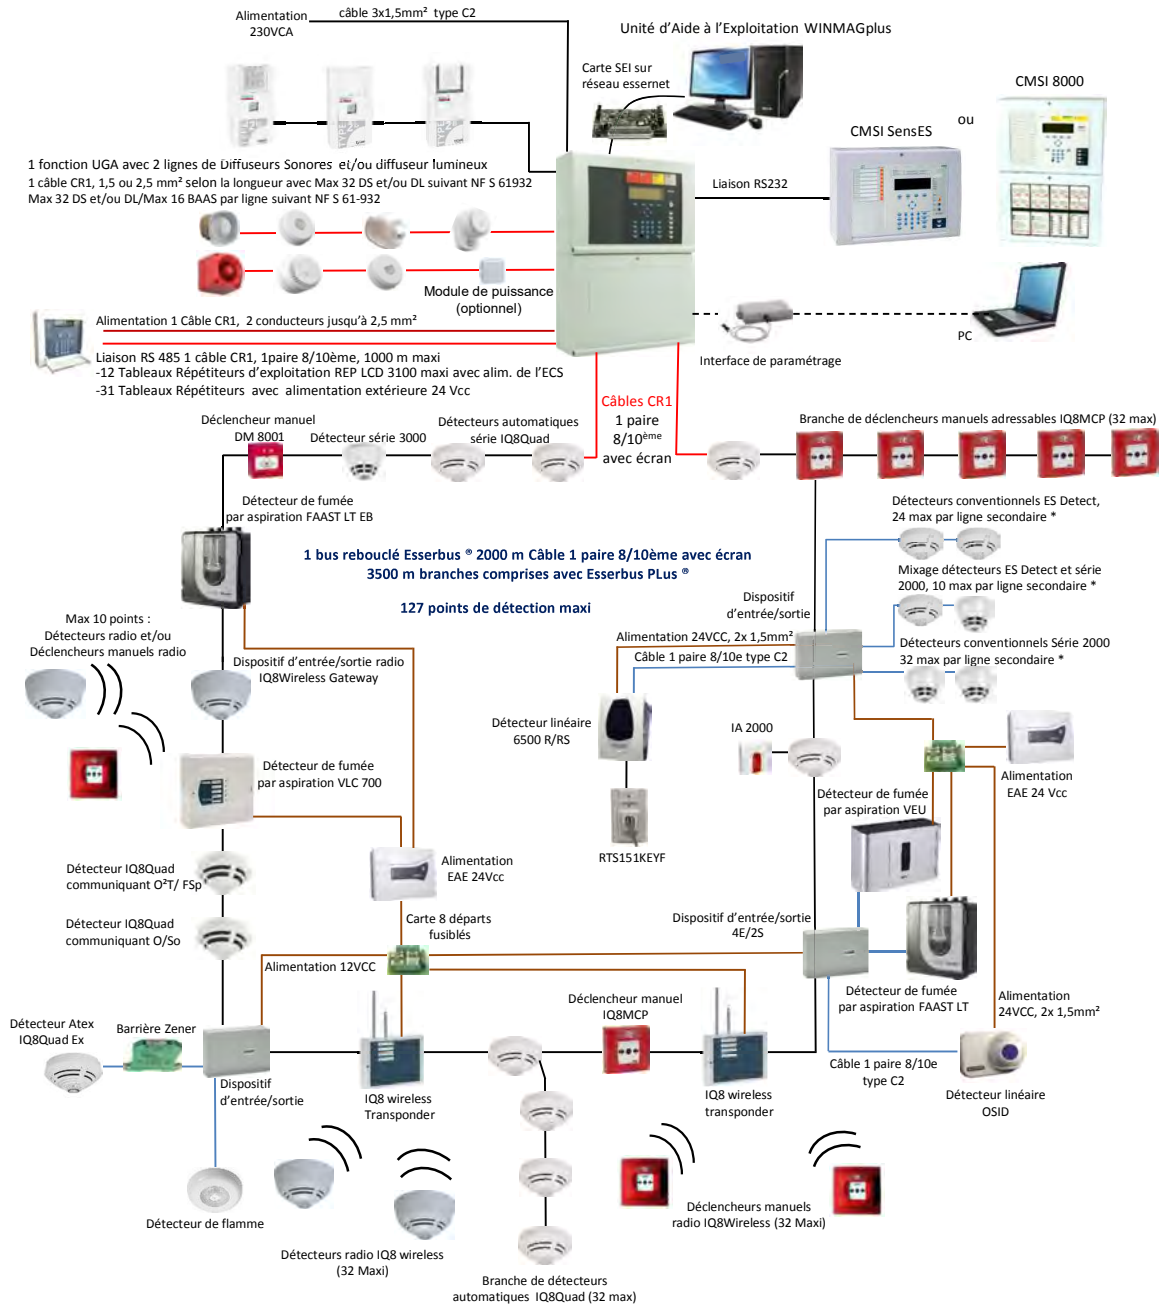 Alimentation
230VCA
câble 3x1,5mm² type C2
Unité d'Aide à l'Exploitation WINMAGplus
Carte SEI sur
réseau essernet
CMSI 8000
CMSI SensES
ou
1 fonction UGA avec 2 lignes de Diffuseurs Sonores et/ou diffuseur lumineux
1 câble CR1, 1,5 ou 2,5 mm² selon la longueur avec Max 32 DS et/ou DL suivant NF S 61932
Max 32 DS et/ou DL/Max 16 BAAS par ligne suivant NF S 61-932
Liaison RS232
Module de puissance
(optionnel)
Alimentation 1 Câble CR1, 2 conducteurs jusqu'à 2,5 mm²
PC
Interface de paramétrage
Liaison RS 485 1 câble CR1, 1paire 8/10ème, 1000 m maxi
-12 Tableaux Répétiteurs d'exploitation REP LCD 3100 maxi avec alim. de l'ECS
-31 Tableaux Répétiteurs avec alimentation extérieure 24 Vcc
Câbles CR1
1 paire
8/10ème
avec écran
Déclencheur manuel
DM 8001
Détecteur série 3000
Détecteurs automatiques
série IQ8Quad
Branche de déclencheurs manuels adressables IQ8MCP (32 max)
Détecteur de fumée
par aspiration FAAST LT EB
Détecteurs conventionnels ES Detect,
24 max par ligne secondaire *
1 bus rebouclé Esserbus ® 2000 m Câble 1 paire 8/10ème avec écran
3500 m branches comprises avec Esserbus PLus ®
127 points de détection maxi
Mixage détecteurs ES Detect et série
2000, 10 max par ligne secondaire *
Dispositif
d'entrée/sortie
Max 10 points :
Détecteurs radio et/ou
Déclencheurs manuels radio
Alimentation 24VCC, 2x 1,5mm²
Câble 1 paire 8/10e type C2
Détecteurs conventionnels Série 2000
32 max par ligne secondaire *
Dispositif d'entrée/sortie radio
IQ8Wireless Gateway
Détecteur linéaire
6500 R/RS
IA 2000
Détecteur de fumée
par aspiration VLC 700
Alimentation
EAE 24 Vcc
Détecteur de fumée
par aspiration VEU
RTS151KEYF
Détecteur IQ8Quad
communiquant O²T/ FSp
Alimentation
EAE 24Vcc
Détecteur IQ8Quad
communiquant O/So
Carte 8 départs
fusiblés
Dispositif d'entrée/sortie
4E/2S
Alimentation 12VCC
Détecteur de fumée
par aspiration FAAST LT
Alimentation
24VCC, 2x 1,5mm²
Détecteur Atex
IQ8Quad Ex
Barrière Zener
Déclencheur manuel
IQ8MCP
Dispositif
d'entrée/sortie
IQ8 wireless
Transponder
IQ8 wireless
transponder
Câble 1 paire 8/10e
type C2
Détecteur linéaire
OSID
Détecteur de flamme
Détecteurs radio IQ8 wireless
(32 Maxi)
Déclencheurs manuels
radio IQ8Wireless (32 Maxi)
Branche de détecteurs
automatiques IQ8Quad (32 max)